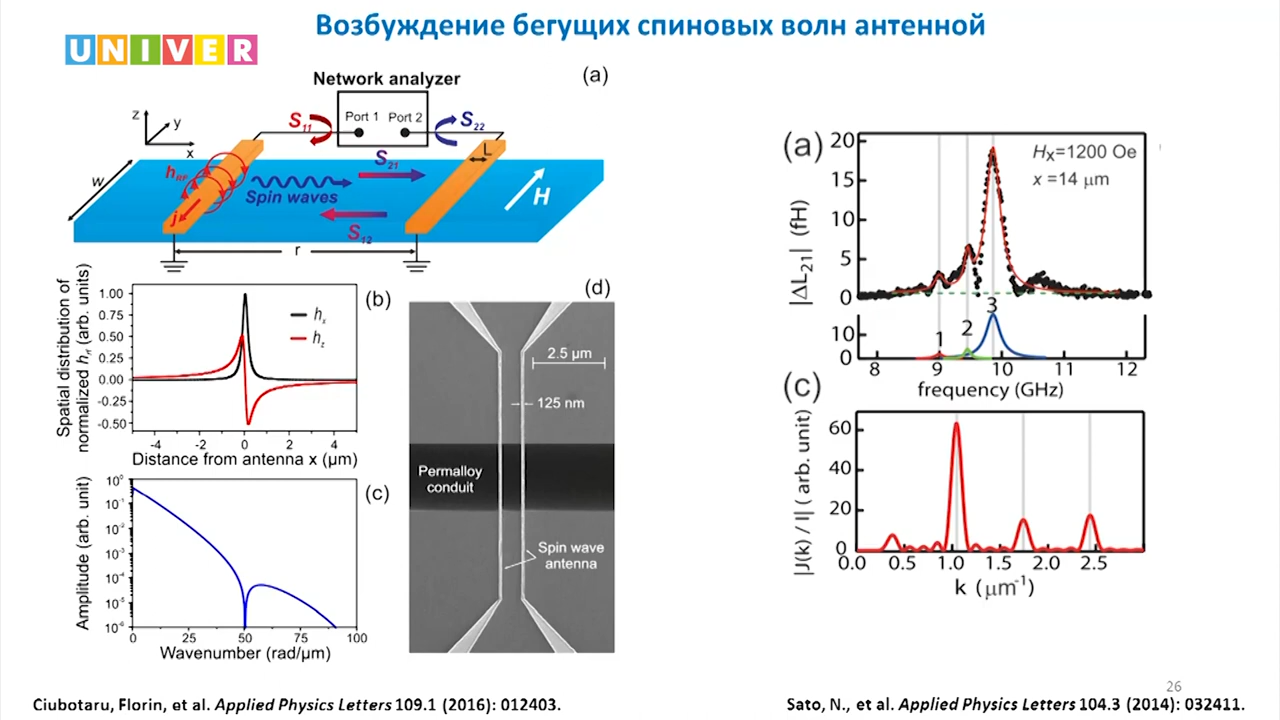 Возбуждение бегущих спиновых волн антенной
UNIVER
Network analyzer
(a)
Port 1
Port 2
S11
S22
S21
S12
z
y
x
w
L
hRF
j
Spin waves
H
r
Spatial distribution of
normalized hrf (arb. units)
1.00
0.75
0.50
0.25
0.00
-0.25
-0.50
hx
hz
(b)
-4 -2 0 2 4
Distance from antenna x (µm)
Amplitude (arb. unit)
10^0
10^-1
10^-2
10^-3
10^-4
10^-5
10^-6
(c)
0 25 50 75 100
Wavenumber (rad/µm)
(d)
2.5 µm
125 nm
Permalloy
conduit
Spin wave
antenna
(a)
|ΔL21| (fH)
20
15
10
5
0
Hx=1200 Oe
x =14 µm
10
0
1
2
3
8 9 10 11 12
frequency (GHz)
(c)
|J(k) / I| ( arb. unit)
60
40
20
0
0.0 0.5 1.0 1.5 2.0 2.5
k (µm-1)
26
Ciubotaru, Florin, et al. Applied Physics Letters 109.1 (2016): 012403.
Sato, N., et al. Applied Physics Letters 104.3 (2014): 032411.